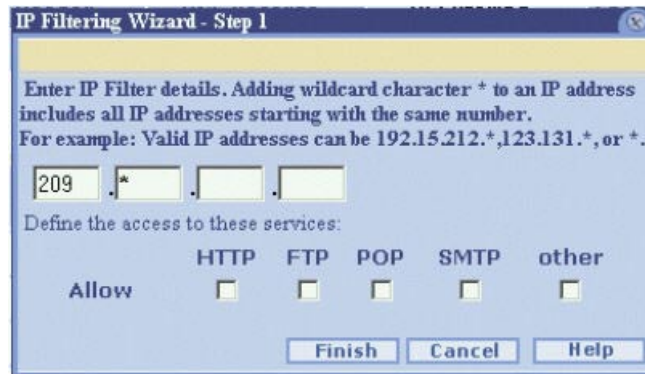 IP Filtering Wizard - Step 1
Enter IP Filter details. Adding wildcard character * to an IP address
includes all IP addresses starting with the same number.
For example: Valid IP addresses can be 192.15.212.*,123.131.*, or *.
209 .* . .
Define the access to these services:
HTTP FTP POP SMTP other
Allow
Finish Cancel Help